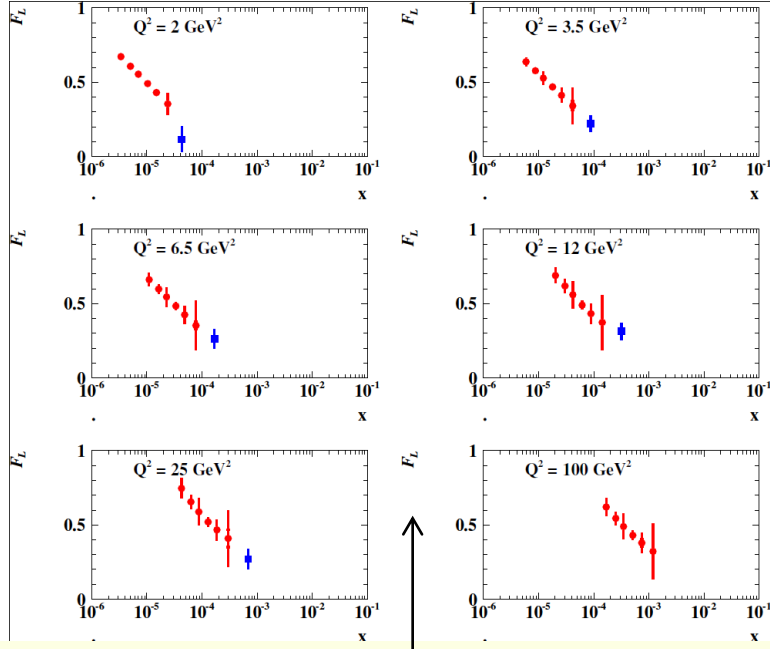 F_L
Q² = 2 GeV²
1
0.5
0
10⁻⁶ 10⁻⁵ 10⁻⁴ 10⁻³ 10⁻² 10⁻¹
x
F_L
Q² = 3.5 GeV²
1
0.5
0
10⁻⁶ 10⁻⁵ 10⁻⁴ 10⁻³ 10⁻² 10⁻¹
x
F_L
Q² = 6.5 GeV²
1
0.5
0
10⁻⁶ 10⁻⁵ 10⁻⁴ 10⁻³ 10⁻² 10⁻¹
x
F_L
Q² = 12 GeV²
1
0.5
0
10⁻⁶ 10⁻⁵ 10⁻⁴ 10⁻³ 10⁻² 10⁻¹
x
F_L
Q² = 25 GeV²
1
0.5
0
10⁻⁶ 10⁻⁵ 10⁻⁴ 10⁻³ 10⁻² 10⁻¹
x
F_L
Q² = 100 GeV²
1
0.5
0
10⁻⁶ 10⁻⁵ 10⁻⁴ 10⁻³ 10⁻² 10⁻¹
x